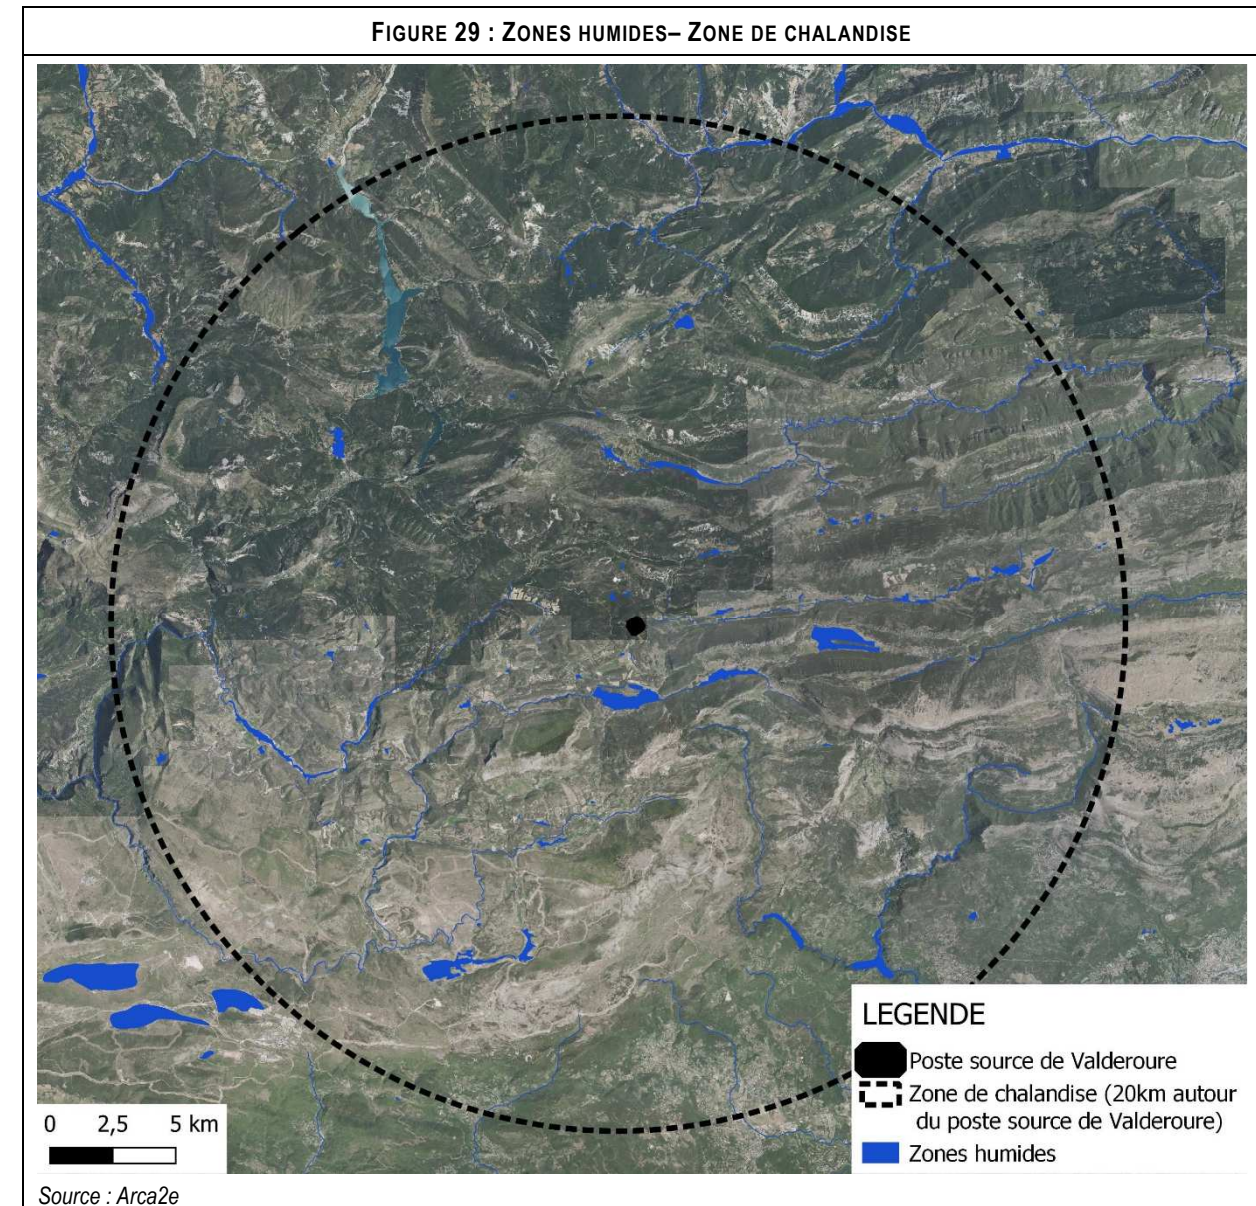 FIGURE 29 : ZONES HUMIDES– ZONE DE CHALANDISE
LEGENDE
Poste source de Valderoure
Zone de chalandise (20km autour
du poste source de Valderoure)
Zones humides
0 2,5 5 km
Source : Arca2e